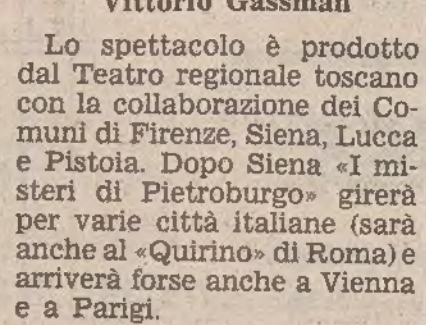 Vittorio Gassman
Lo spettacolo è prodotto
dal Teatro regionale toscano
con la collaborazione dei Co-
muni di Firenze, Siena, Lucca
e Pistoia. Dopo Siena «I mi-
steri di Pietroburgo» girerà
per varie città italiane (sarà
anche al «Quirino» di Roma) e
arriverà forse anche a Vienna
e a Parigi.